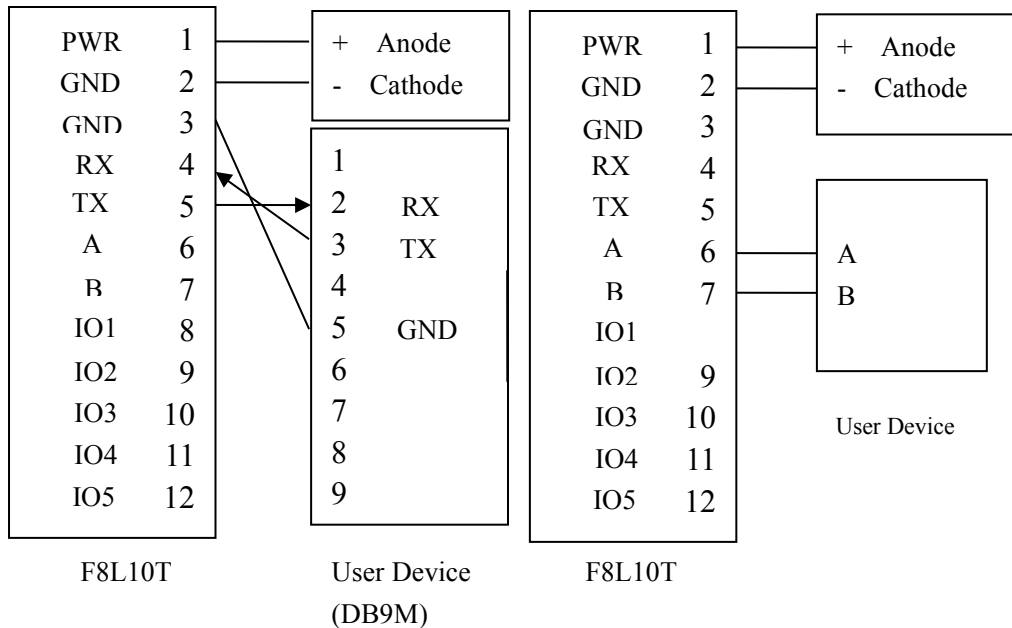 PWR 1
GND 2
GND 3
RX 4
TX 5
A 6
B 7
IO1 8
IO2 9
IO3 10
IO4 11
IO5 12
F8L10T
+ Anode
- Cathode
1
2 RX
3 TX
4
5 GND
6
7
8
9
User Device
(DB9M)
PWR 1
GND 2
GND 3
RX 4
TX 5
A 6
B 7
IO1
IO2 9
IO3 10
IO4 11
IO5 12
F8L10T
+ Anode
- Cathode
A
B
User Device